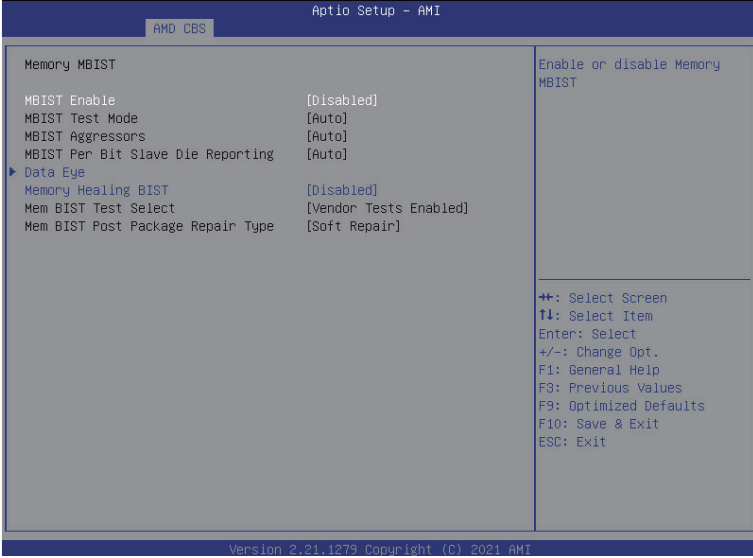 Aptio Setup – AMI
AMD CBS
Memory MBIST
MBIST Enable [Disabled]
MBIST Test Mode [Auto]
MBIST Aggressors [Auto]
MBIST Per Bit Slave Die Reporting [Auto]
Data Eye
Memory Healing BIST [Disabled]
Mem BIST Test Select [Vendor Tests Enabled]
Mem BIST Post Package Repair Type [Soft Repair]
Enable or disable Memory
MBIST
→←: Select Screen
↑↓: Select Item
Enter: Select
+/-: Change Opt.
F1: General Help
F3: Previous Values
F9: Optimized Defaults
F10: Save & Exit
ESC: Exit
Version 2.21.1279 Copyright (C) 2021 AMI